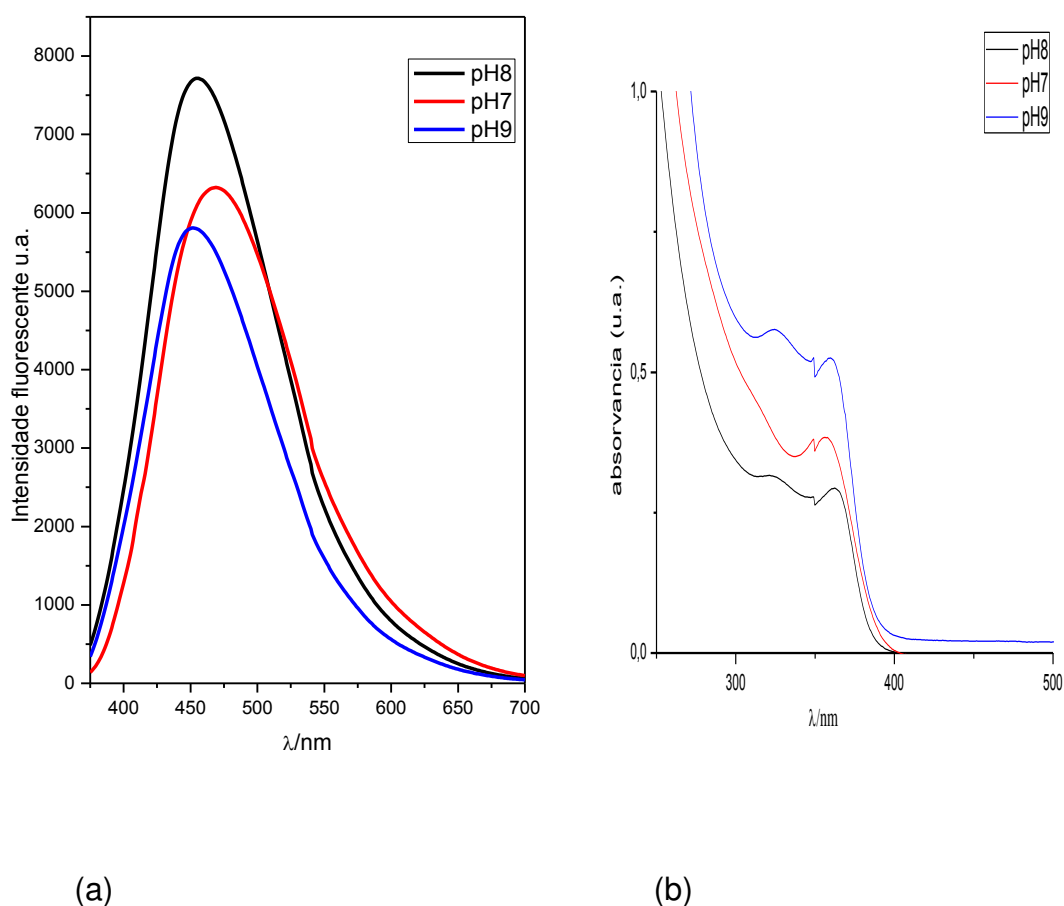 8000
7000
6000
5000
4000
3000
2000
1000
0
Intensidade fluorescente u.a.
pH8
pH7
pH9
400 450 500 550 600 650 700
λ/nm
(a)
1,0
0,5
0,0
absorvancia (u.a.)
pH8
pH7
pH9
300 400 500
λ/nm
(b)